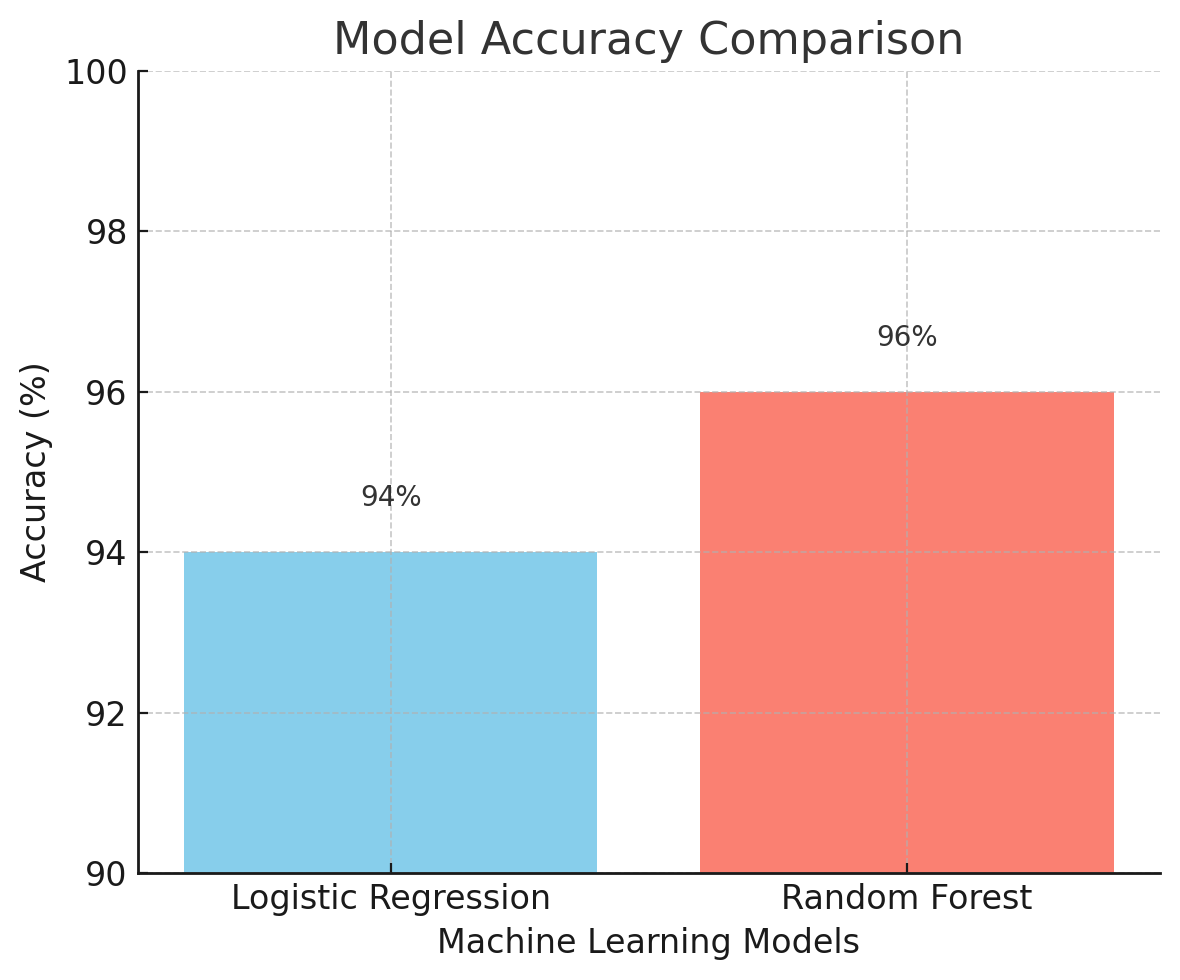 Model Accuracy Comparison
100
98
96%
96
94%
94
92
90
Accuracy (%)
Logistic Regression Random Forest
Machine Learning Models